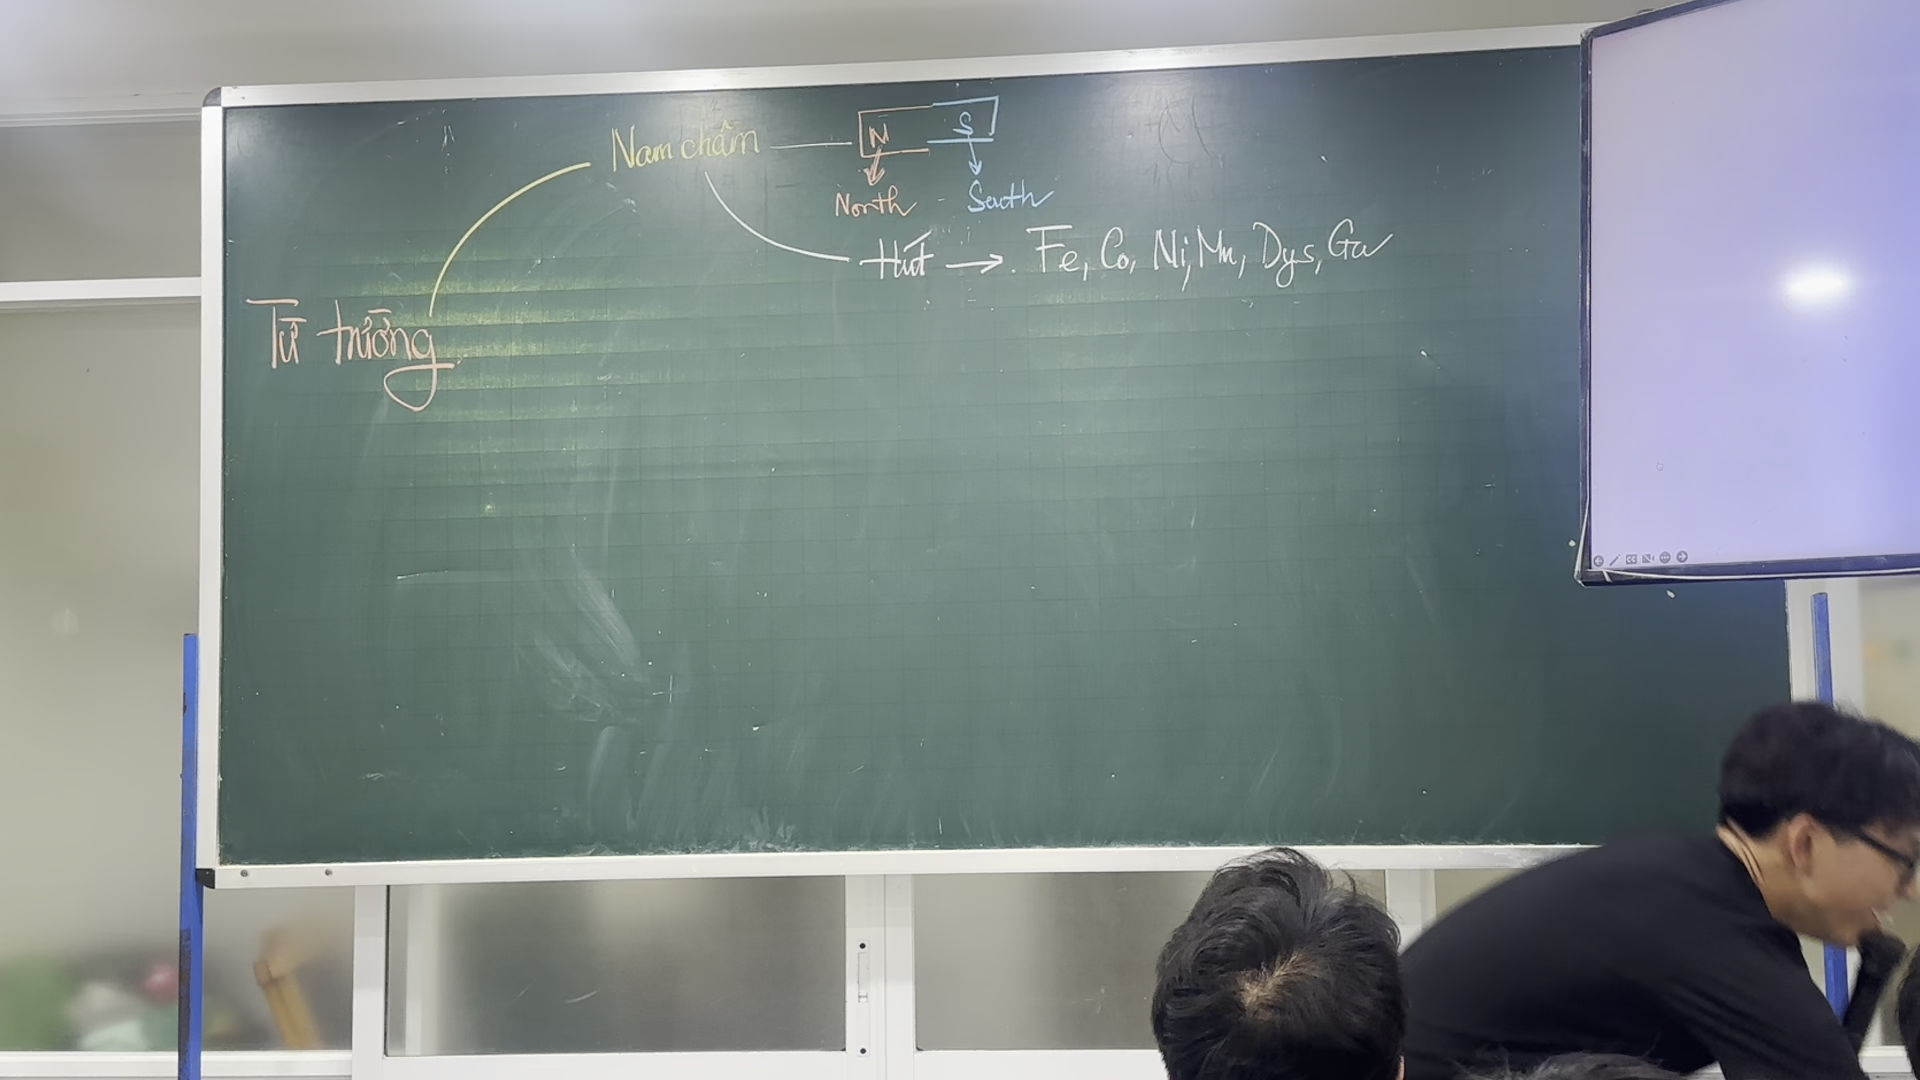 Nam châm
N S
North - South
Hút → Fe, Co, Ni, Mn, Dys, Ga
Từ trường